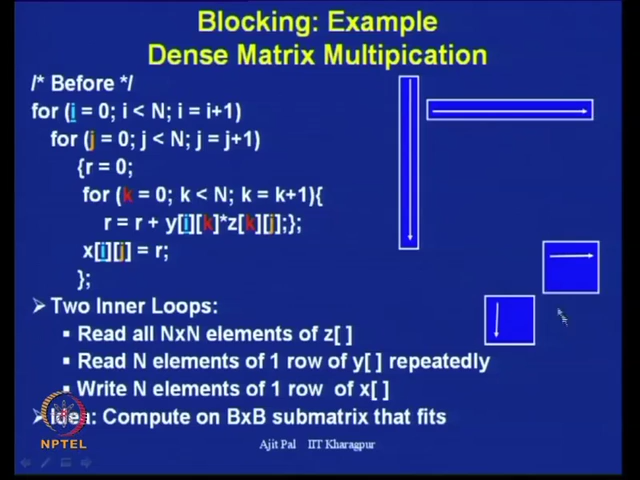 Blocking: Example
Dense Matrix Multipication
/* Before */
for (i = 0; i < N; i = i+1)
for (j = 0; j < N; j = j+1)
{r = 0;
for (k = 0; k < N; k = k+1){
r = r + y[i][k]*z[k][j];};
x[i][j] = r;
};
Two Inner Loops:
Read all NxN elements of z[ ]
Read N elements of 1 row of y[ ] repeatedly
Write N elements of 1 row of x[ ]
Idea: Compute on BxB submatrix that fits
NPTEL
Ajit Pal IIT Kharagpur